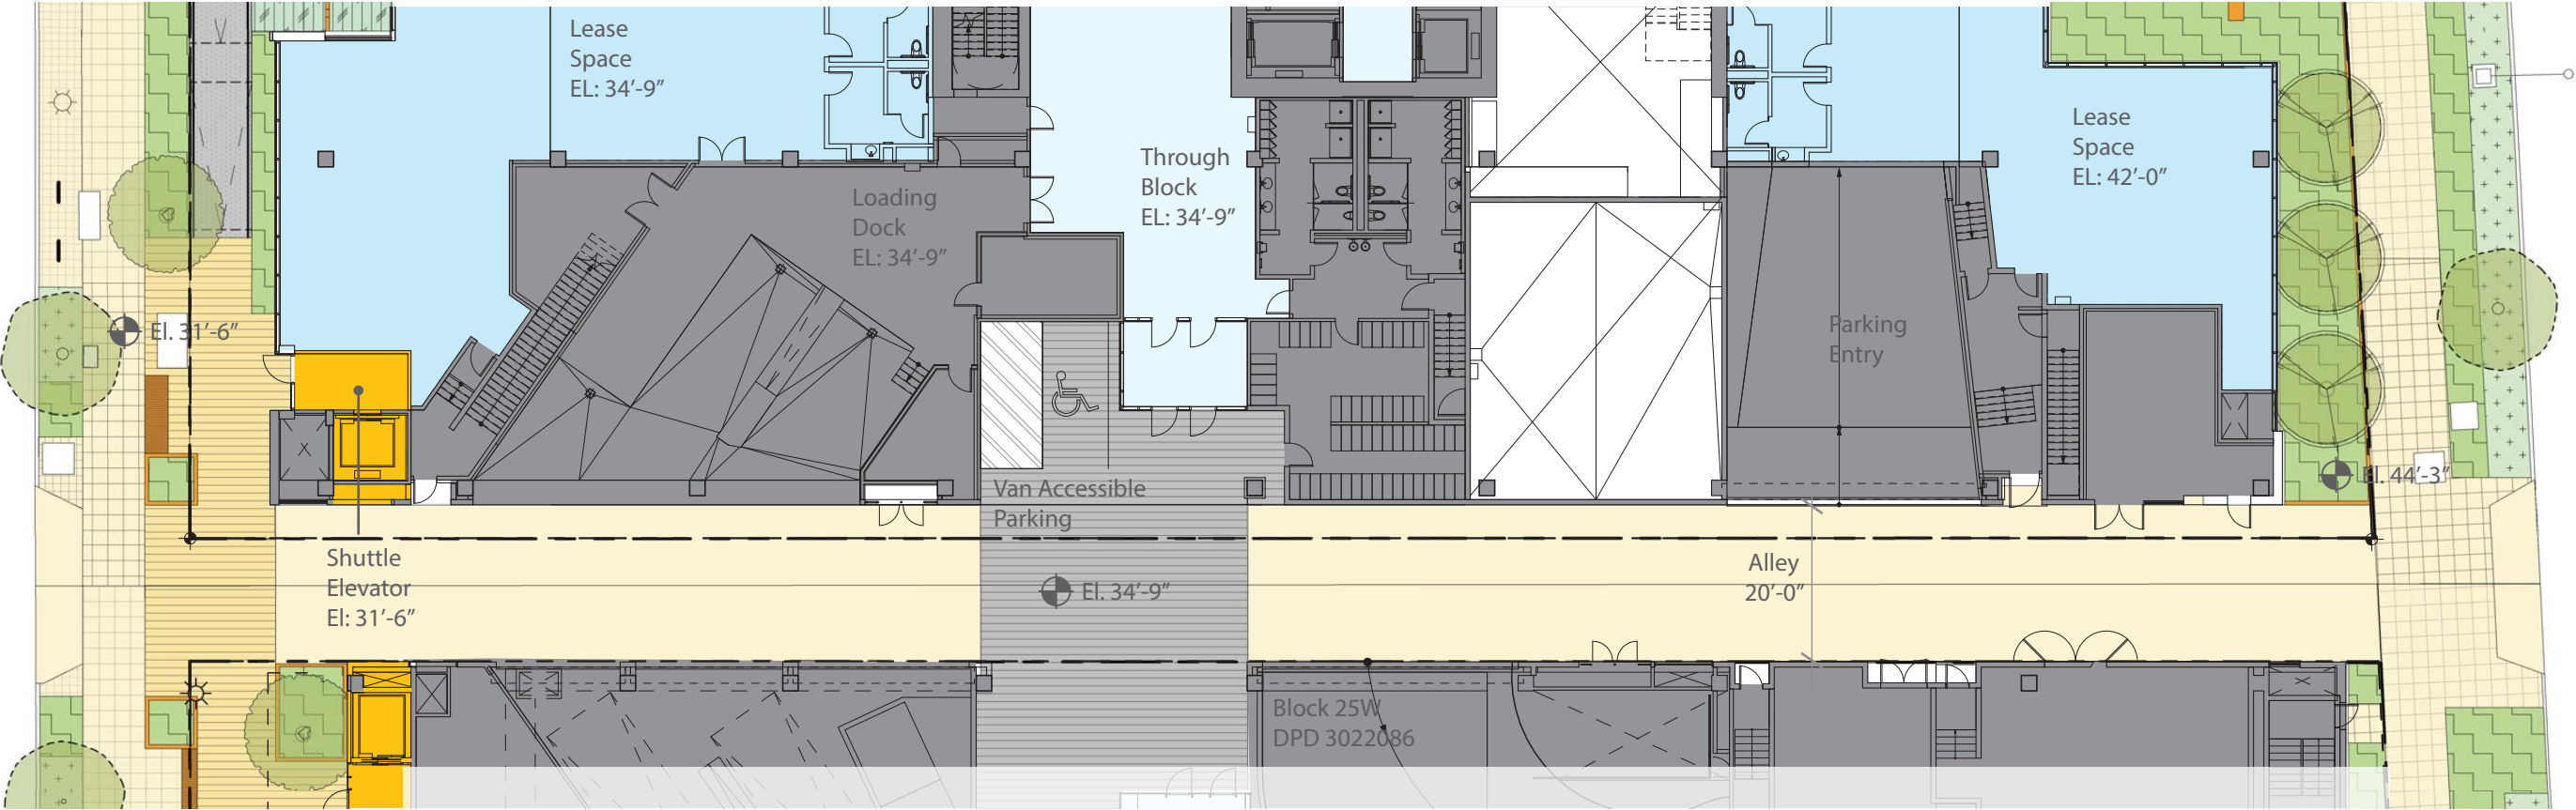 Lease
Space
EL: 34'-9"
Lease
Space
EL: 42'-0"
Through
Block
EL: 34'-9"
Loading
Dock
EL: 34'-9"
El. 31'-6"
Parking
Entry
El. 44'-3"
Van Accessible
Parking
Shuttle
Elevator
El: 31'-6"
El. 34'-9"
Alley
20'-0"
Block 25W
DPD 3022086